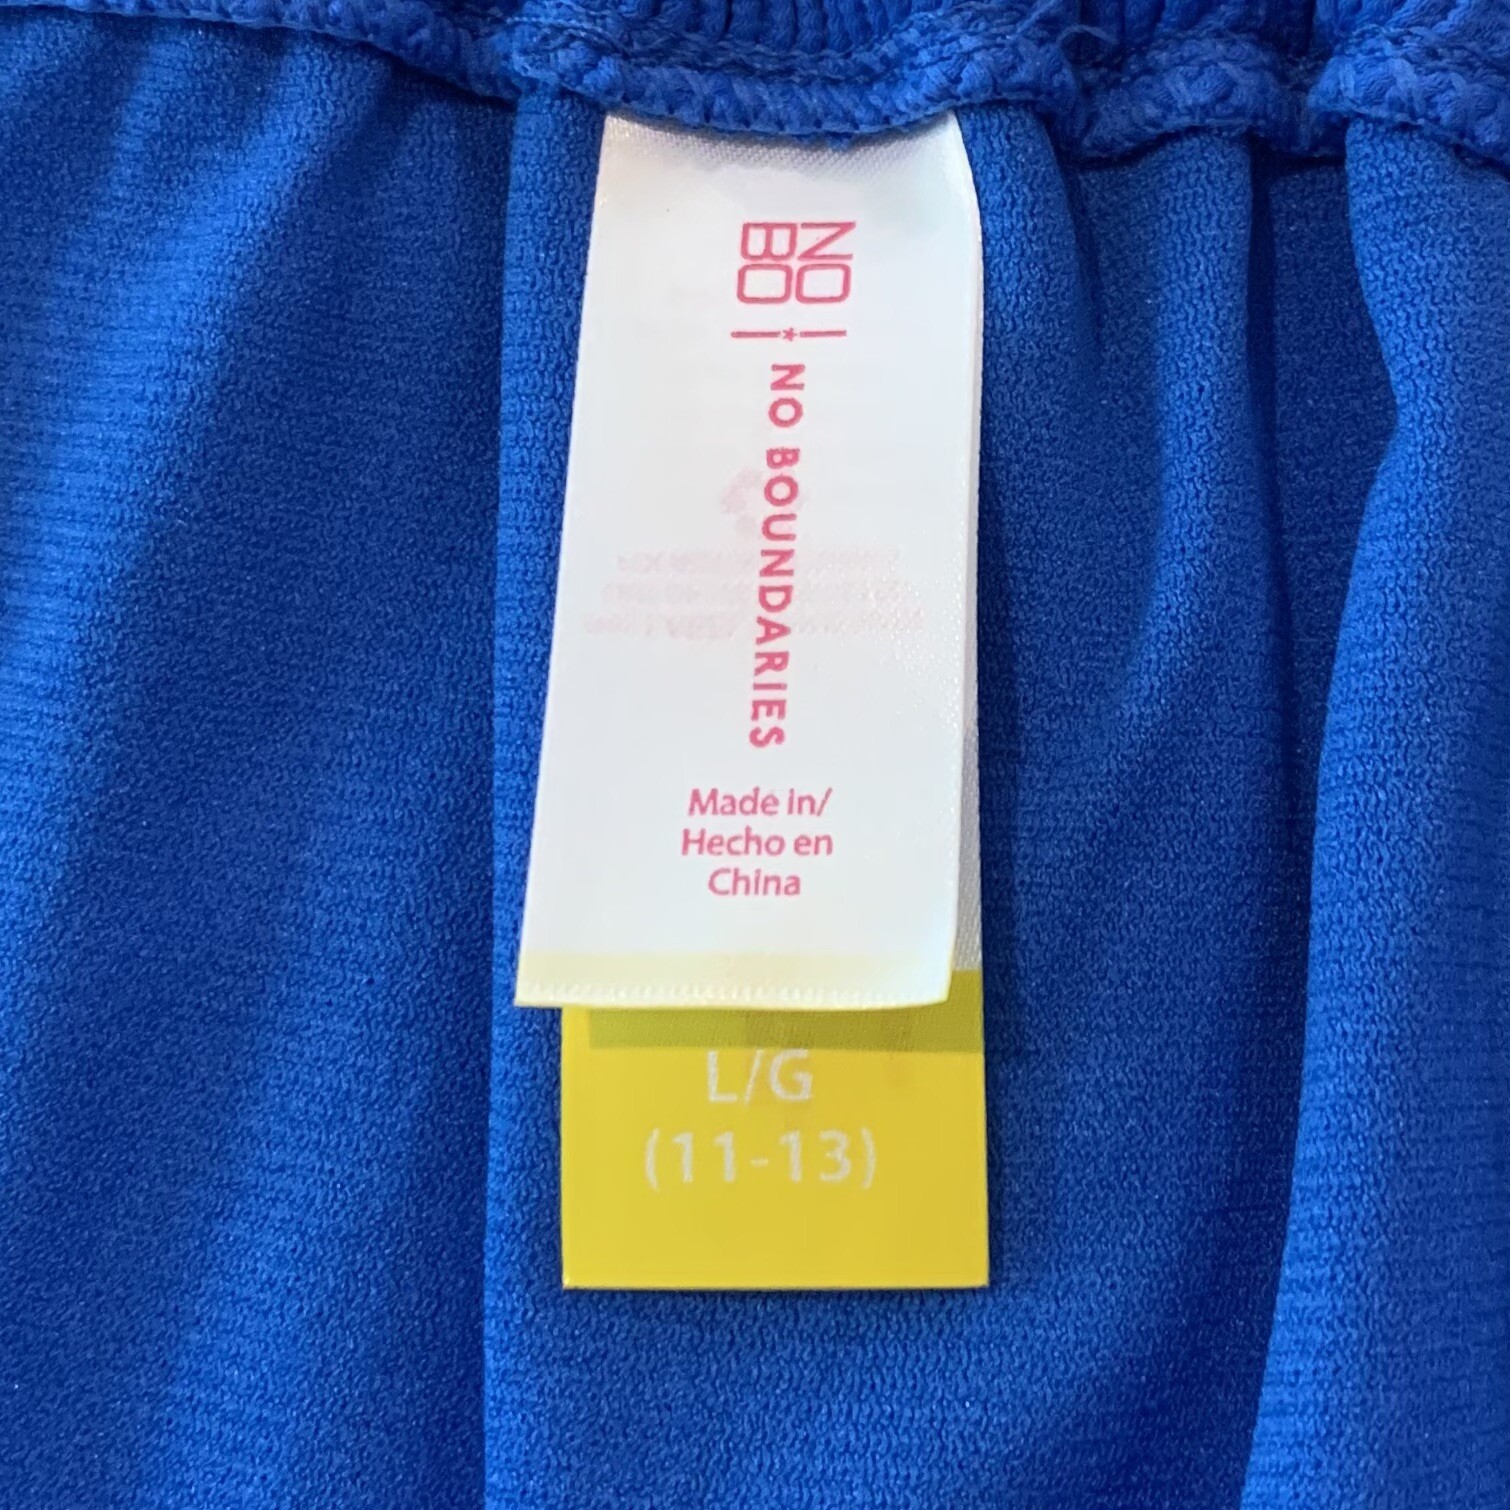 NO
BO
NO BOUNDARIES
Made in/
Hecho en
China
L/G
(11-13)